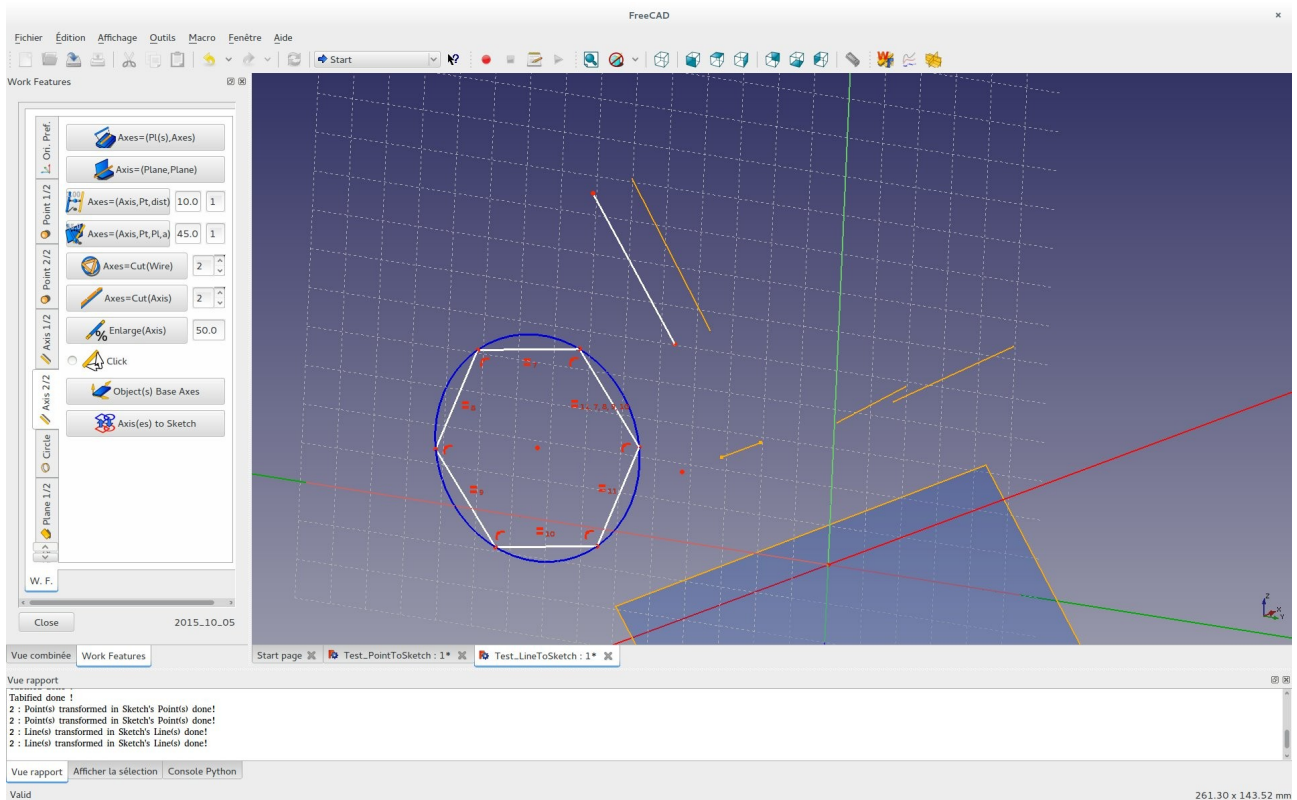 FreeCAD
Fichier Édition Affichage Outils Macro Fenêtre Aide
Start
Work Features
Ori. Pref.
Point 1/2
Point 2/2
Axis 1/2
Axis 2/2
Circle
Plane 1/2
Axes=(Pl(s),Axes)
Axis=(Plane,Plane)
Axes=(Axis,Pt,dist) 10.0 1
Axes=(Axis,Pt,Pl,a) 45.0 1
Axes=Cut(Wire) 2
Axes=Cut(Axis) 2
Enlarge(Axis) 50.0
Click
Object(s) Base Axes
Axis(es) to Sketch
W. F.
Close 2015_10_05
8
9
10
11
Z
X
Y
Vue combinée Work Features
Start page Test_PointToSketch : 1* Test_LineToSketch : 1*
Vue rapport
Tabified done !
2 : Point(s) transformed in Sketch's Point(s) done!
2 : Point(s) transformed in Sketch's Point(s) done!
2 : Line(s) transformed in Sketch's Line(s) done!
2 : Line(s) transformed in Sketch's Line(s) done!
Vue rapport Afficher la sélection Console Python
Valid 261.30 x 143.52 mm